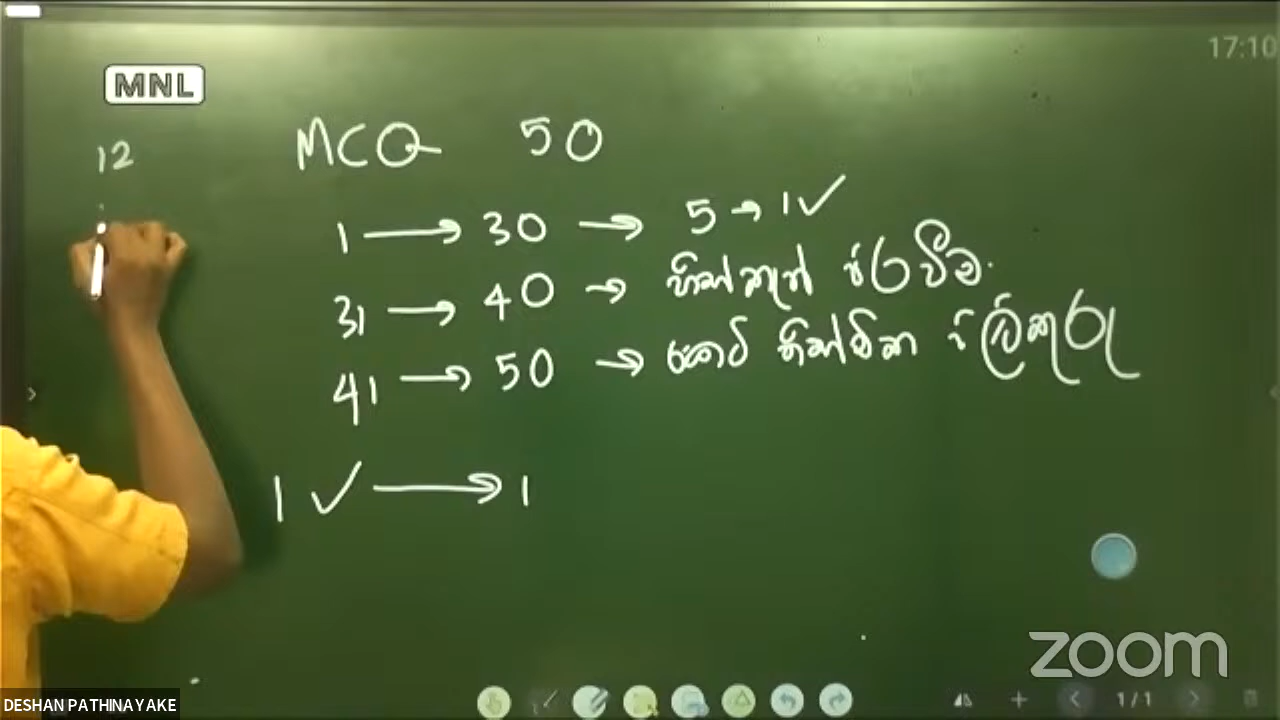 17:10
MNL
12
MCQ 50
1 → 30 → 5 → 1 ✓
31 → 40 → හිස්තැන් පිරවීම.
41 → 50 → කෙටි පිළිතුරු
1 ✓ → 1
zoom
DESHAN PATHINAYAKE
1/1